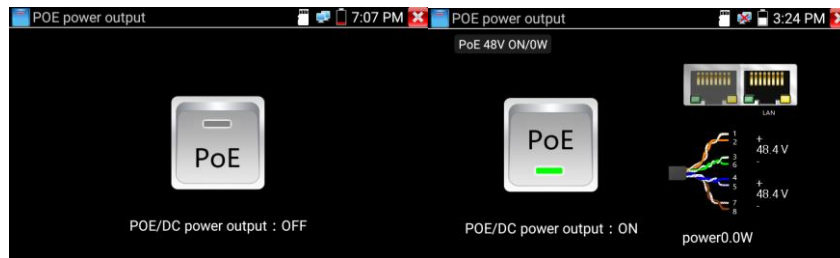 POE power output
7:07 PM
PoE
POE/DC power output : OFF
POE power output
3:24 PM
PoE 48V ON/0W
PoE
POE/DC power output : ON
LAN
1
2
+
48.4 V
3
6
-
4
5
+
48.4 V
7
8
-
power0.0W